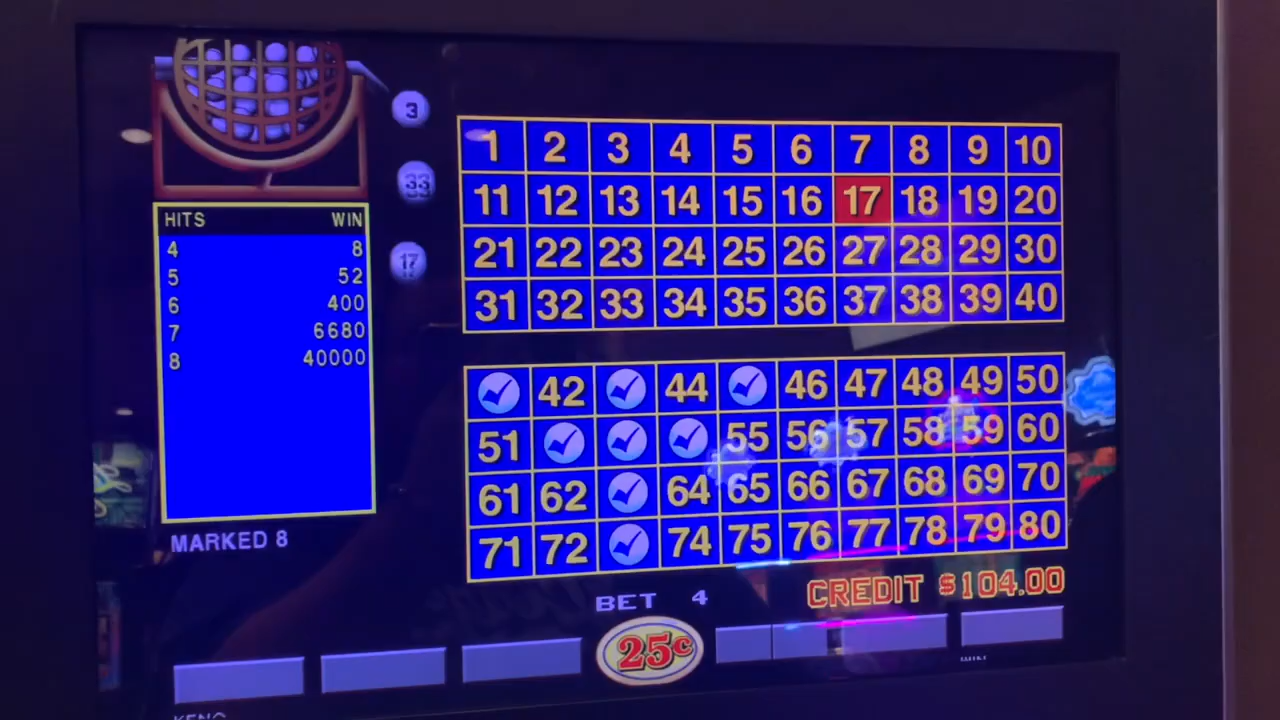 3
33
17
HITS WIN
4 8
5 52
6 400
7 6680
8 40000
MARKED 8
1 2 3 4 5 6 7 8 9 10
11 12 13 14 15 16 17 18 19 20
21 22 23 24 25 26 27 28 29 30
31 32 33 34 35 36 37 38 39 40
42 44 46 47 48 49 50
51 55 56 57 58 59 60
61 62 64 65 66 67 68 69 70
71 72 74 75 76 77 78 79 80
BET 4
CREDIT $104.00
25¢